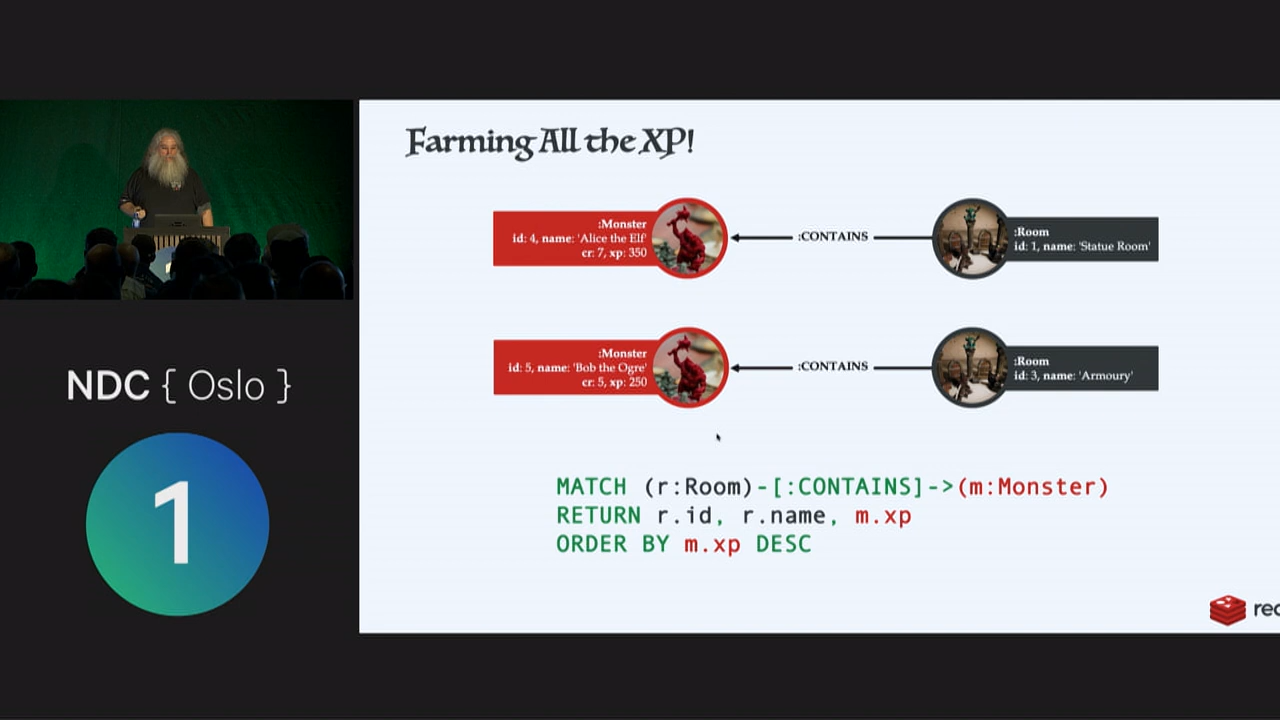 Farming All the XP!
:Monster
id: 4, name: 'Alice the Elf'
cr: 7, xp: 350
:CONTAINS
:Room
id: 1, name: 'Statue Room'
:Monster
id: 5, name: 'Bob the Ogre'
cr: 5, xp: 250
:CONTAINS
:Room
id: 3, name: 'Armoury'
NDC { Oslo }
1
MATCH (r:Room)-[:CONTAINS]->(m:Monster)
RETURN r.id, r.name, m.xp
ORDER BY m.xp DESC